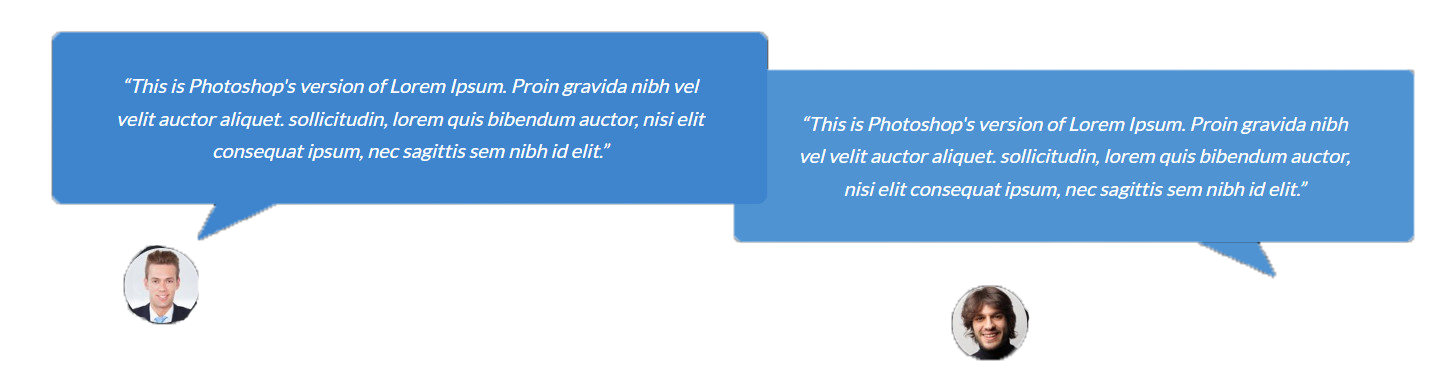 “This is Photoshop's version of Lorem Ipsum. Proin gravida nibh vel
velit auctor aliquet. sollicitudin, lorem quis bibendum auctor, nisi elit
consequat ipsum, nec sagittis sem nibh id elit.”
“This is Photoshop's version of Lorem Ipsum. Proin gravida nibh
vel velit auctor aliquet. sollicitudin, lorem quis bibendum auctor,
nisi elit consequat ipsum, nec sagittis sem nibh id elit.”